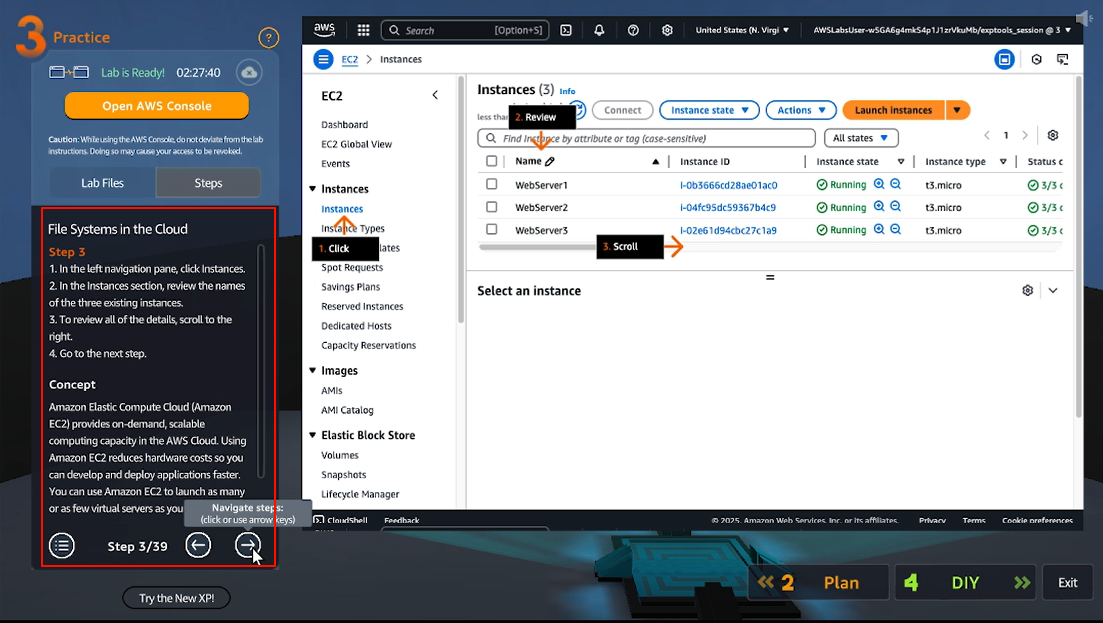 3 Practice
?
Lab is Ready! 02:27:40
Open AWS Console
Caution: While using the AWS Console, do not deviate from the lab
instructions. Doing so may cause your access to be revoked.
Lab Files
Steps
File Systems in the Cloud
Step 3
1. In the left navigation pane, click Instances.
2. In the Instances section, review the names
of the three existing instances.
3. To review all of the details, scroll to the
right.
4. Go to the next step.
Concept
Amazon Elastic Compute Cloud (Amazon
EC2) provides on-demand, scalable
computing capacity in the AWS Cloud. Using
Amazon EC2 reduces hardware costs so you
can develop and deploy applications faster.
You can use Amazon EC2 to launch as many
or as few virtual servers as you
Navigate steps:
(click or use arrow keys)
Step 3/39
Try the New XP!
aws
Search [Option+S]
United States (N. Virgi
AWSLabsUser-w5GA6g4mkS4p1J1zrVkuMb/exptools_session @ 3
EC2 > Instances
EC2
Dashboard
EC2 Global View
Events
Instances
Instances
Instance Types
1. Click
lates
Spot Requests
Savings Plans
Reserved Instances
Dedicated Hosts
Capacity Reservations
Images
AMIs
AMI Catalog
Elastic Block Store
Volumes
Snapshots
Lifecycle Manager
Instances (3) Info
less than
2. Review
Connect
Instance state
Actions
Launch instances
Find Instance by attribute or tag (case-sensitive)
All states
1
Name Instance ID Instance state Instance type Status c
WebServer1 i-0b3666cd28ae01ac0 Running t3.micro 3/3 c
WebServer2 i-04fc95dc59367b4c9 Running t3.micro 3/3 c
WebServer3 i-02e61d94cbc27c1a9 Running t3.micro 3/3 c
3. Scroll
Select an instance
CloudShell Feedback © 2025, Amazon Web Services, Inc. or its affiliates. Privacy Terms Cookie preferences
2 Plan
4 DIY
Exit